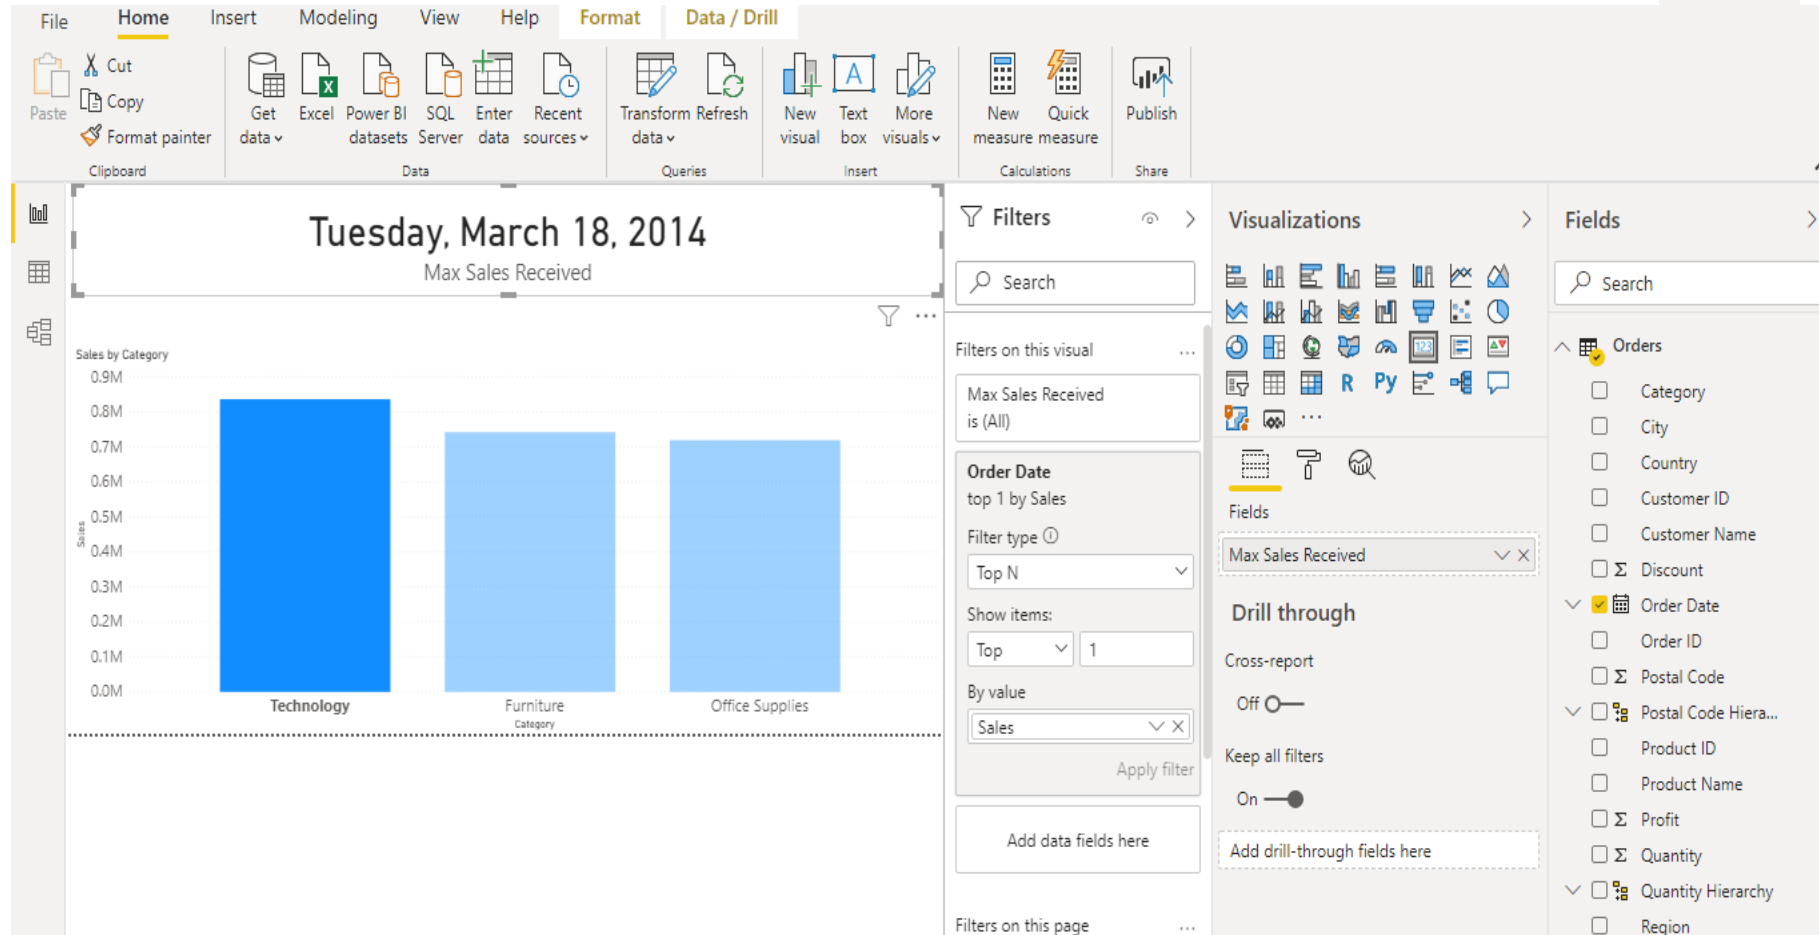 File Home Insert Modeling View Help Format Data / Drill
Paste
Cut
Copy
Format painter
Clipboard
Get data
Excel
Power BI datasets
SQL Server
Enter data
Recent sources
Data
Transform data
Refresh
Queries
New visual
Text box
More visuals
Insert
New measure
Quick measure
Calculations
Publish
Share
Tuesday, March 18, 2014
Max Sales Received
Sales by Category
0.9M
0.8M
0.7M
0.6M
0.5M
0.4M
0.3M
0.2M
0.1M
0.0M
Sales
Technology Furniture Office Supplies
Category
Filters
Search
Filters on this visual
Max Sales Received
is (All)
Order Date
top 1 by Sales
Filter type
Top N
Show items:
Top 1
By value
Sales
Apply filter
Add data fields here
Filters on this page
Visualizations
123
R Py
Fields
Max Sales Received
Drill through
Cross-report
Off
Keep all filters
On
Add drill-through fields here
Fields
Search
Orders
Category
City
Country
Customer ID
Customer Name
Σ Discount
Order Date
Order ID
Σ Postal Code
Postal Code Hiera...
Product ID
Product Name
Σ Profit
Σ Quantity
Quantity Hierarchy
Region